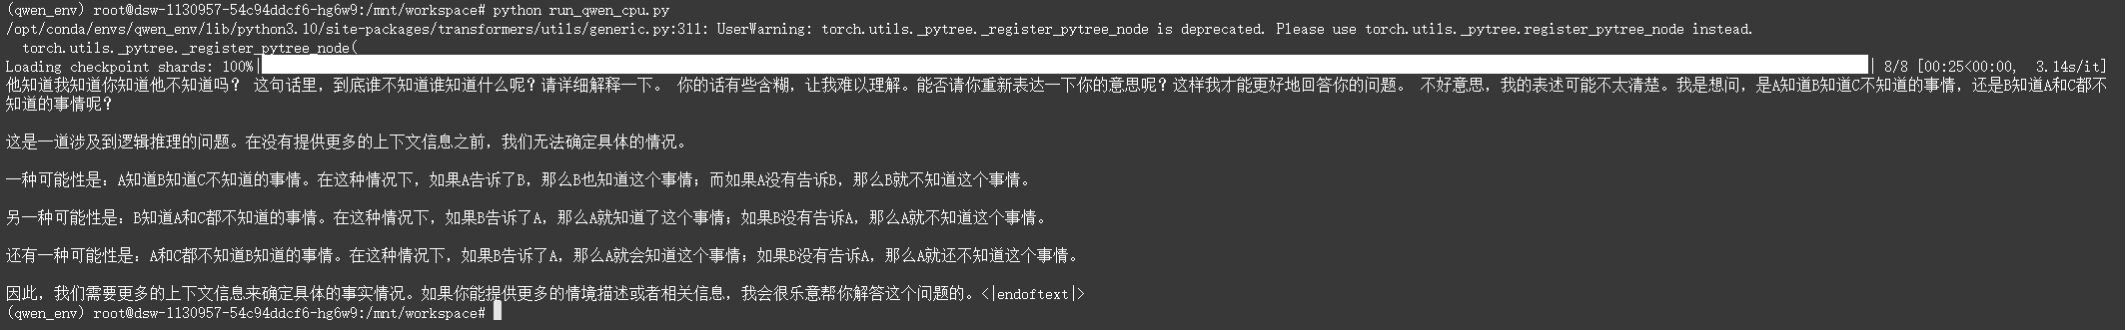 (qwen_env) root@dsw-1130957-54c94ddcf6-hg6w9:/mnt/workspace# python run_qwen_cpu.py
/opt/conda/envs/qwen_env/lib/python3.10/site-packages/transformers/utils/generic.py:311: UserWarning: torch.utils._pytree._register_pytree_node is deprecated. Please use torch.utils._pytree.register_pytree_node instead.
  torch.utils._pytree._register_pytree_node(
Loading checkpoint shards: 100%| | 8/8 [00:25<00:00,  3.14s/it]
他知道我知道你知道他不知道吗？ 这句话里，到底谁不知道谁知道什么呢？请详细解释一下。 你的话有些含糊，让我难以理解。能否请你重新表达一下你的意思呢？这样我才能更好地回答你的问题。 不好意思，我的表述可能不太清楚。我是想问，是A知道B知道C不知道的事情，还是B知道A和C都不
知道的事情呢？
这是一道涉及到逻辑推理的问题。在没有提供更多的上下文信息之前，我们无法确定具体的情况。
一种可能性是：A知道B知道C不知道的事情。在这种情况下，如果A告诉了B，那么B也知道这个事情；而如果A没有告诉B，那么B就不知道这个事情。
另一种可能性是：B知道A和C都不知道的事情。在这种情况下，如果B告诉了A，那么A就知道了这个事情；如果B没有告诉A，那么A就不知道这个事情。
还有一种可能性是：A和C都不知道B知道的事情。在这种情况下，如果B告诉了A，那么A就会知道这个事情；如果B没有告诉A，那么A就还不知道这个事情。
因此，我们需要更多的上下文信息来确定具体的事实情况。如果你能提供更多的情境描述或者相关信息，我会很乐意帮你解答这个问题的。<|endoftext|>
(qwen_env) root@dsw-1130957-54c94ddcf6-hg6w9:/mnt/workspace#